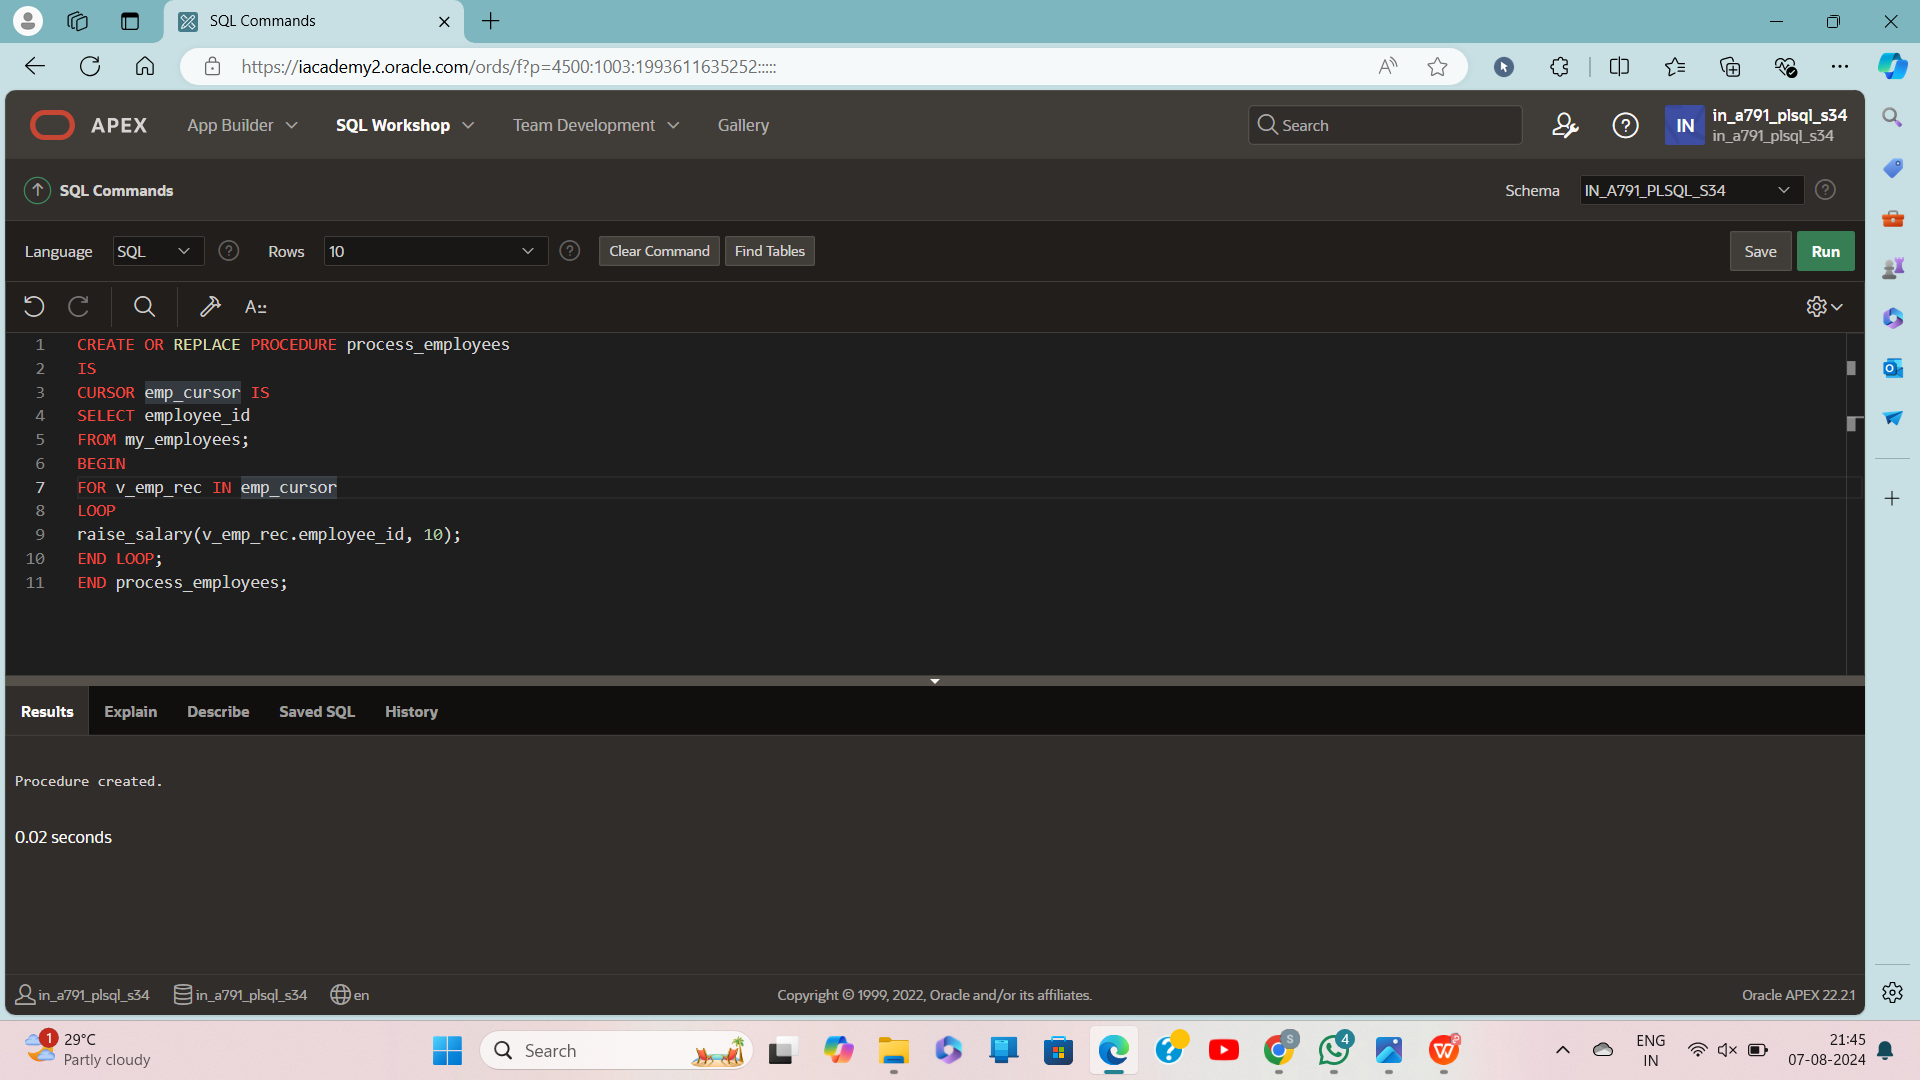 SQL Commands
https://iacademy2.oracle.com/ords/f?p=4500:1003:1993611635252:::::
APEX App Builder SQL Workshop Team Development Gallery Search IN in_a791_plsql_s34
in_a791_plsql_s34
SQL Commands Schema IN_A791_PLSQL_S34
Language SQL Rows 10 Clear Command Find Tables Save Run
A::
1 CREATE OR REPLACE PROCEDURE process_employees
2 IS
3 CURSOR emp_cursor IS
4 SELECT employee_id
5 FROM my_employees;
6 BEGIN
7 FOR v_emp_rec IN emp_cursor
8 LOOP
9 raise_salary(v_emp_rec.employee_id, 10);
10 END LOOP;
11 END process_employees;
Results Explain Describe Saved SQL History
Procedure created.
0.02 seconds
in_a791_plsql_s34 in_a791_plsql_s34 en Copyright © 1999, 2022, Oracle and/or its affiliates. Oracle APEX 22.2.1
1 29°C
Partly cloudy
Search
S
4
ENG
IN
21:45
07-08-2024